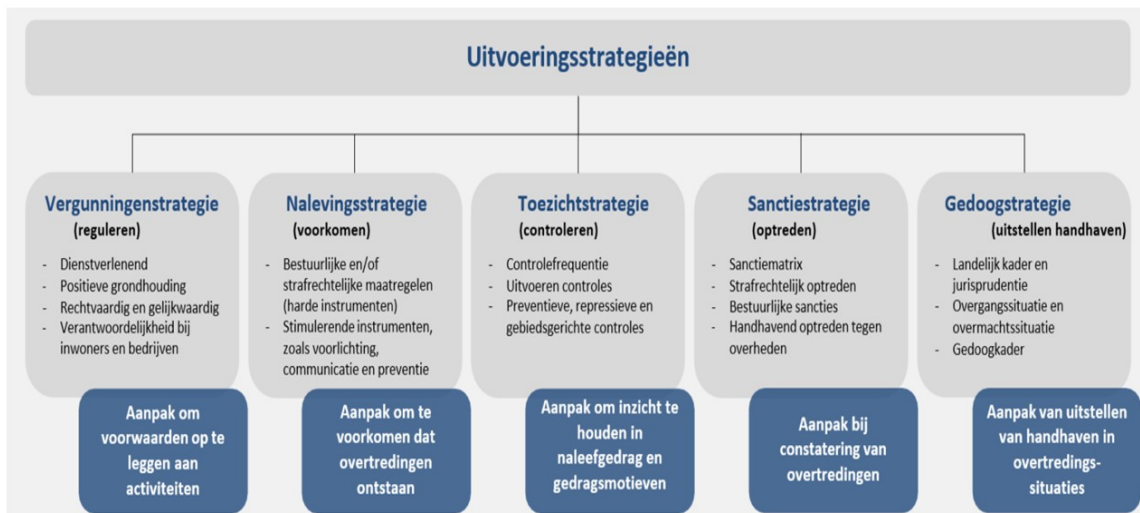 Uitvoeringsstrategieën
Vergunningenstrategie
(reguleren)
- Dienstverlenend
- Positieve grondhouding
- Rechtvaardig en gelijkwaardig
- Verantwoordelijkheid bij
inwoners en bedrijven
Aanpak om
voorwaarden op te
leggen aan
activiteiten
Nalevingsstrategie
(voorkomen)
- Bestuurlijke en/of
strafrechtelijke maatregelen
(harde instrumenten)
- Stimulerende instrumenten,
zoals voorlichting,
communicatie en preventie
Aanpak om te
voorkomen dat
overtredingen
ontstaan
Toezichtstrategie
(controleren)
- Controlefrequentie
- Uitvoeren controles
- Preventieve, repressieve en
gebiedsgerichte controles
Aanpak om inzicht te
houden in
naleefgedrag en
gedragsmotieven
Sanctiestrategie
(optreden)
- Sanctiematrix
- Strafrechtelijk optreden
- Bestuurlijke sancties
- Handhavend optreden tegen
overheden
Aanpak bij
constatering van
overtredingen
Gedoogstrategie
(uitstellen handhaven)
- Landelijk kader en
jurisprudentie
- Overgangssituatie en
overmachtssituatie
- Gedoogkader
Aanpak van uitstellen
van handhaven in
overtredings-
situaties